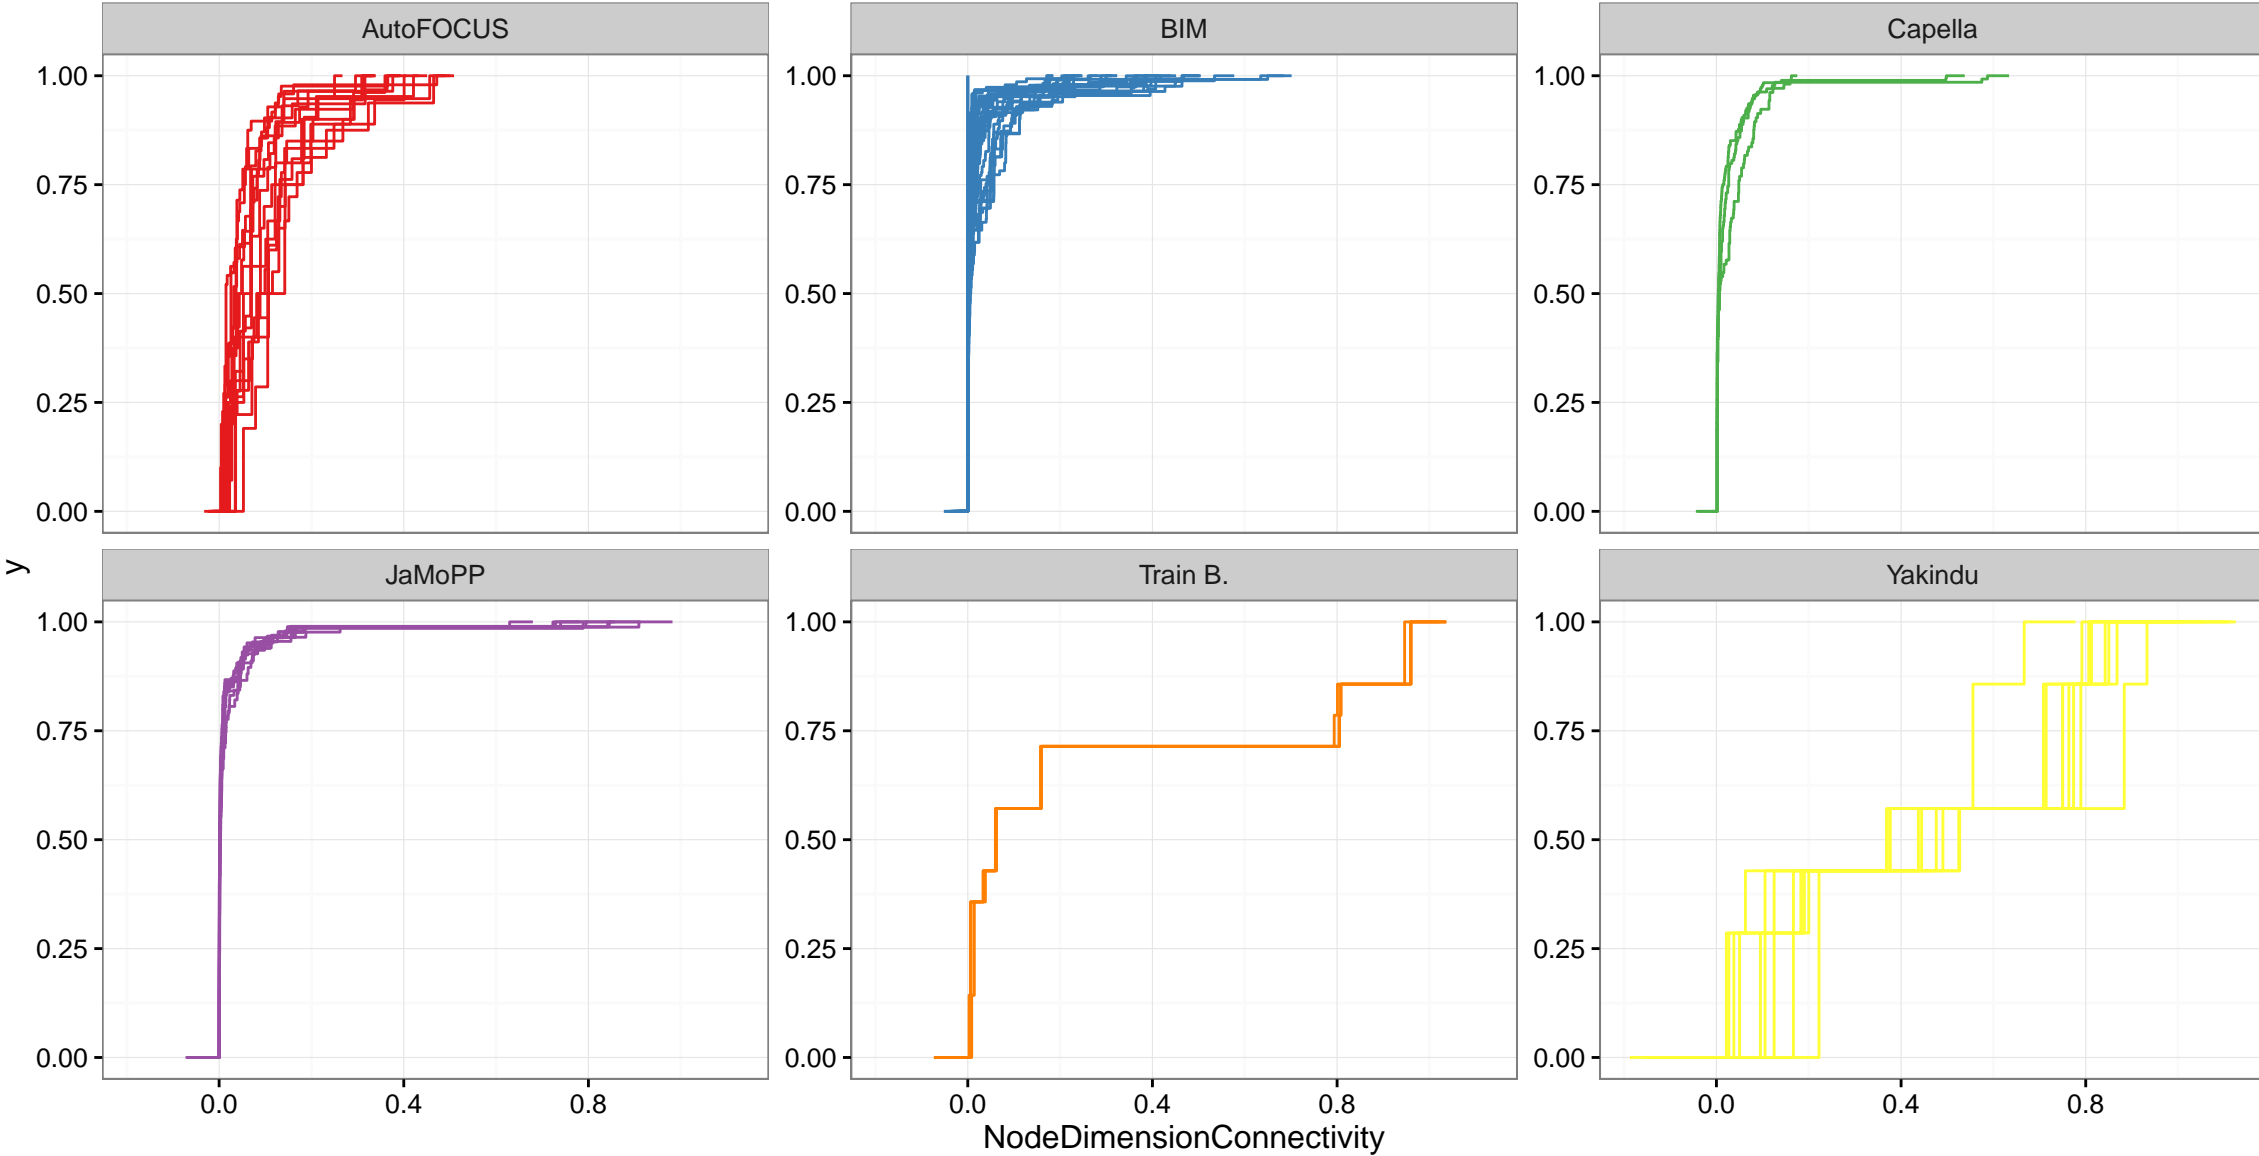 AutoFOCUS BIM Capella
1.00 1.00 1.00
0.75 0.75 0.75
0.50 0.50 0.50
0.25 0.25 0.25
0.00 0.00 0.00
y
JaMoPP Train B. Yakindu
1.00 1.00 1.00
0.75 0.75 0.75
0.50 0.50 0.50
0.25 0.25 0.25
0.00 0.00 0.00
0.0 0.4 0.8 0.0 0.4 0.8 0.0 0.4 0.8
NodeDimensionConnectivity